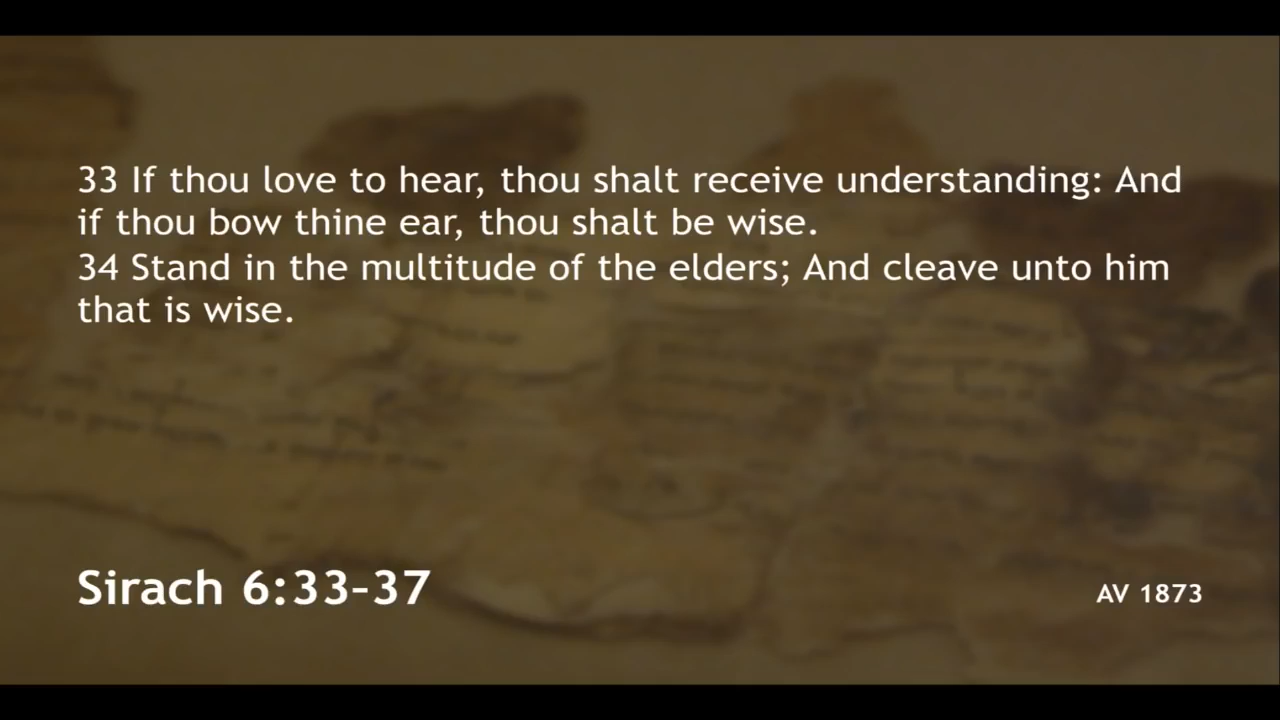 33 If thou love to hear, thou shalt receive understanding: And
if thou bow thine ear, thou shalt be wise.
34 Stand in the multitude of the elders; And cleave unto him
that is wise.
Sirach 6:33-37
AV 1873